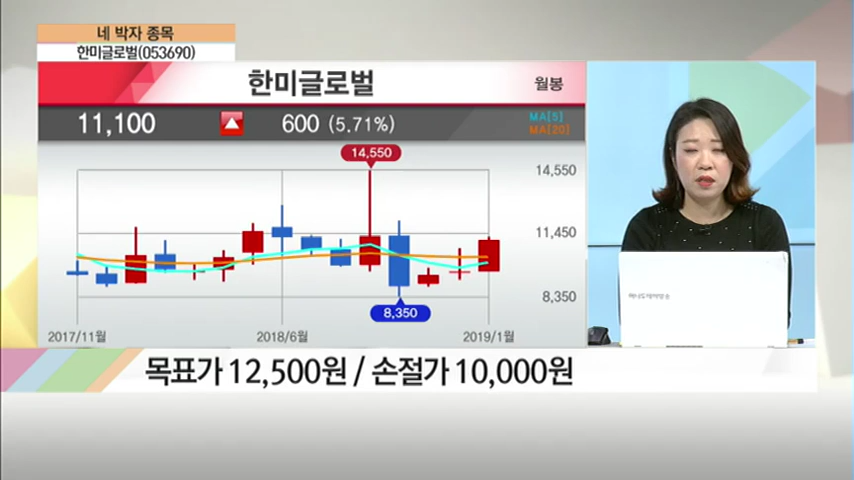 네 박자 종목
한미글로벌(053690)
한미글로벌
월봉
11,100
600 (5.71%)
MA[5]
MA[20]
14,550
14,550
11,450
8,350
8,350
2017/11월
2018/6월
2019/1월
목표가 12,500원 / 손절가 10,000원